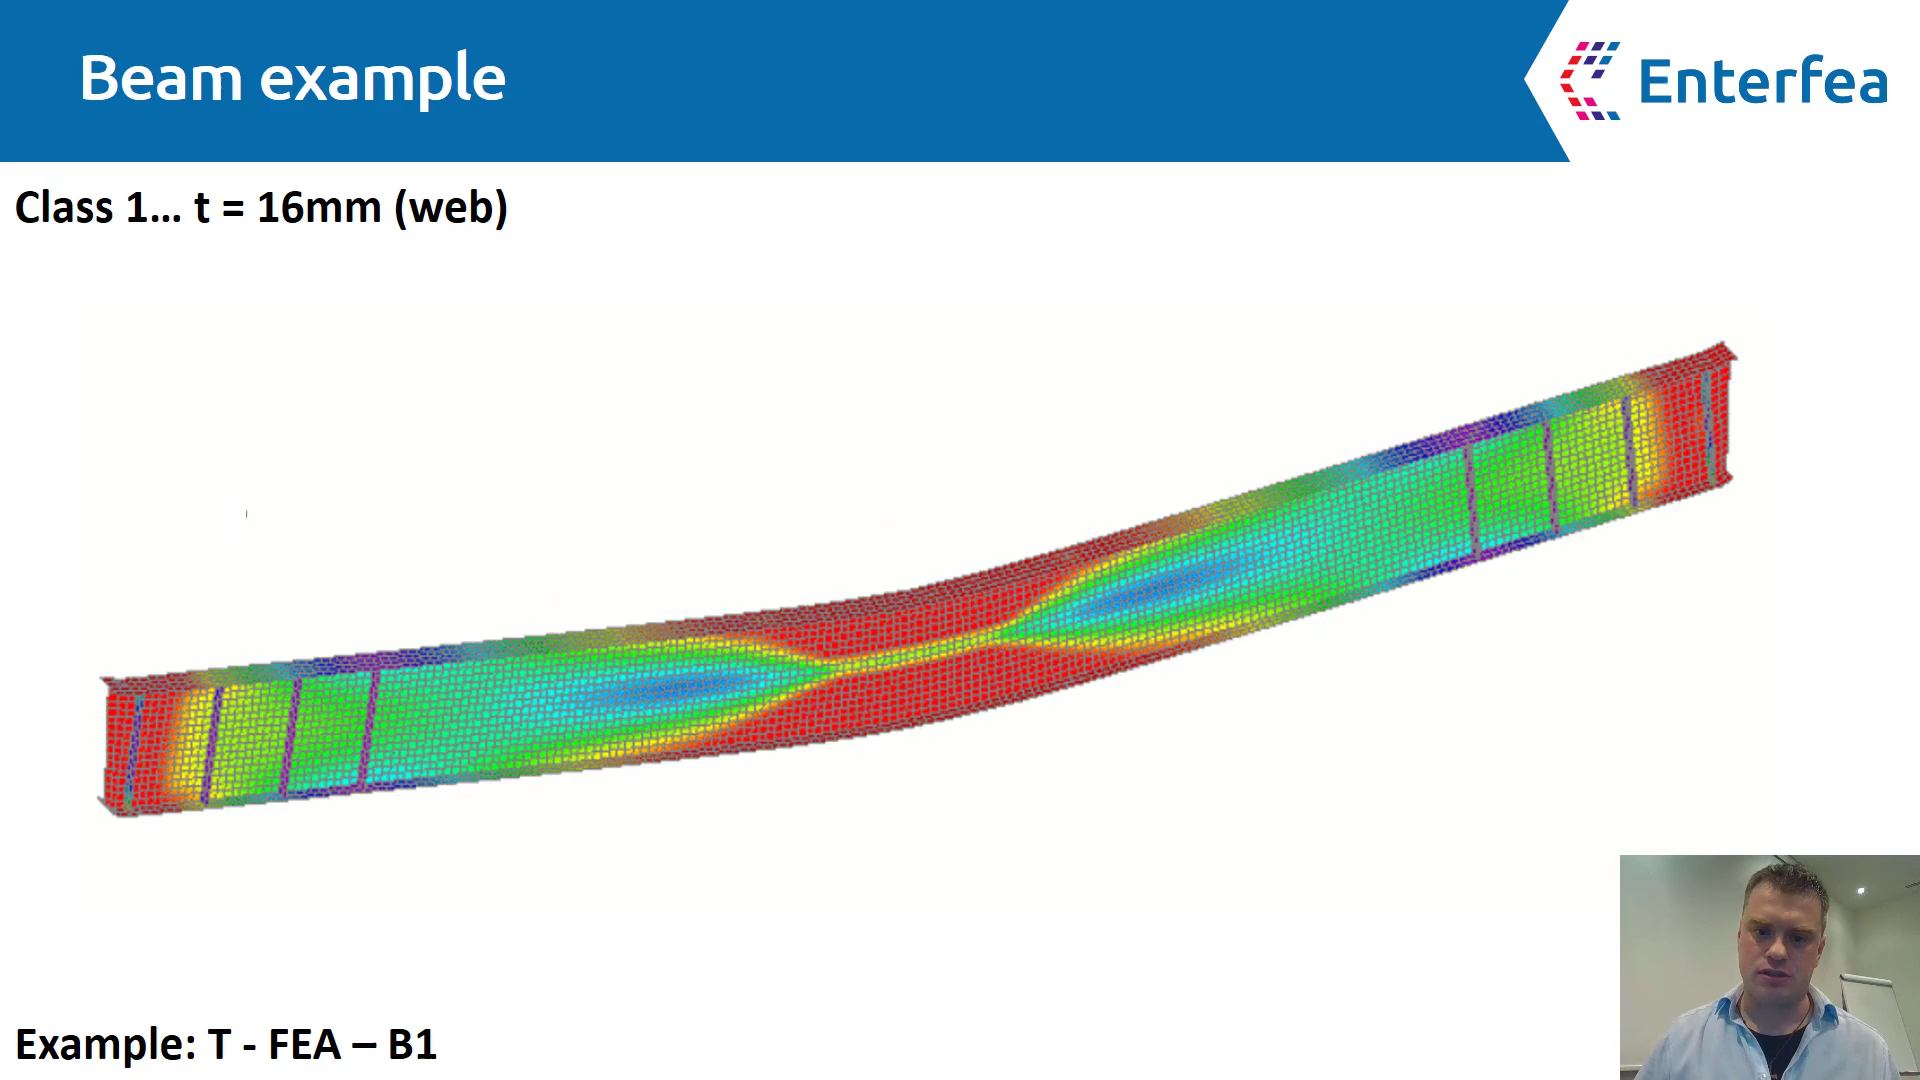 Beam example
Enterfea
Class 1... t = 16mm (web)
Example: T - FEA – B1